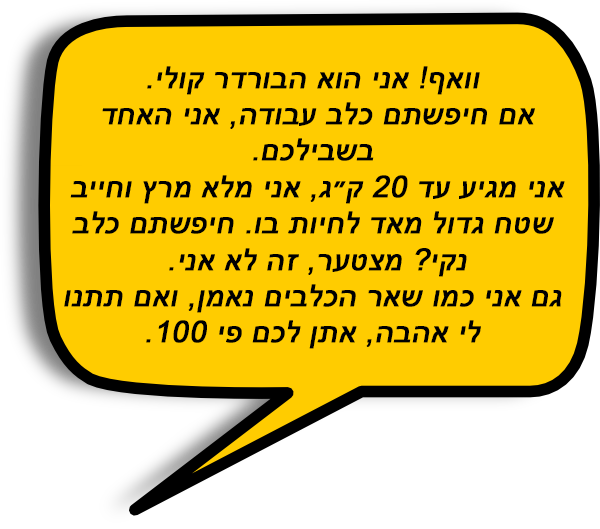 וואף! אני הוא הבורדר קולי.
אם חיפשתם כלב עבודה, אני האחד
בשבילכם.
אני מגיע עד 20 ק״ג, אני מלא מרץ וחייב
שטח גדול מאד לחיות בו. חיפשתם כלב
נקי? מצטער, זה לא אני.
גם אני כמו שאר הכלבים נאמן, ואם תתנו
לי אהבה, אתן לכם פי 100.